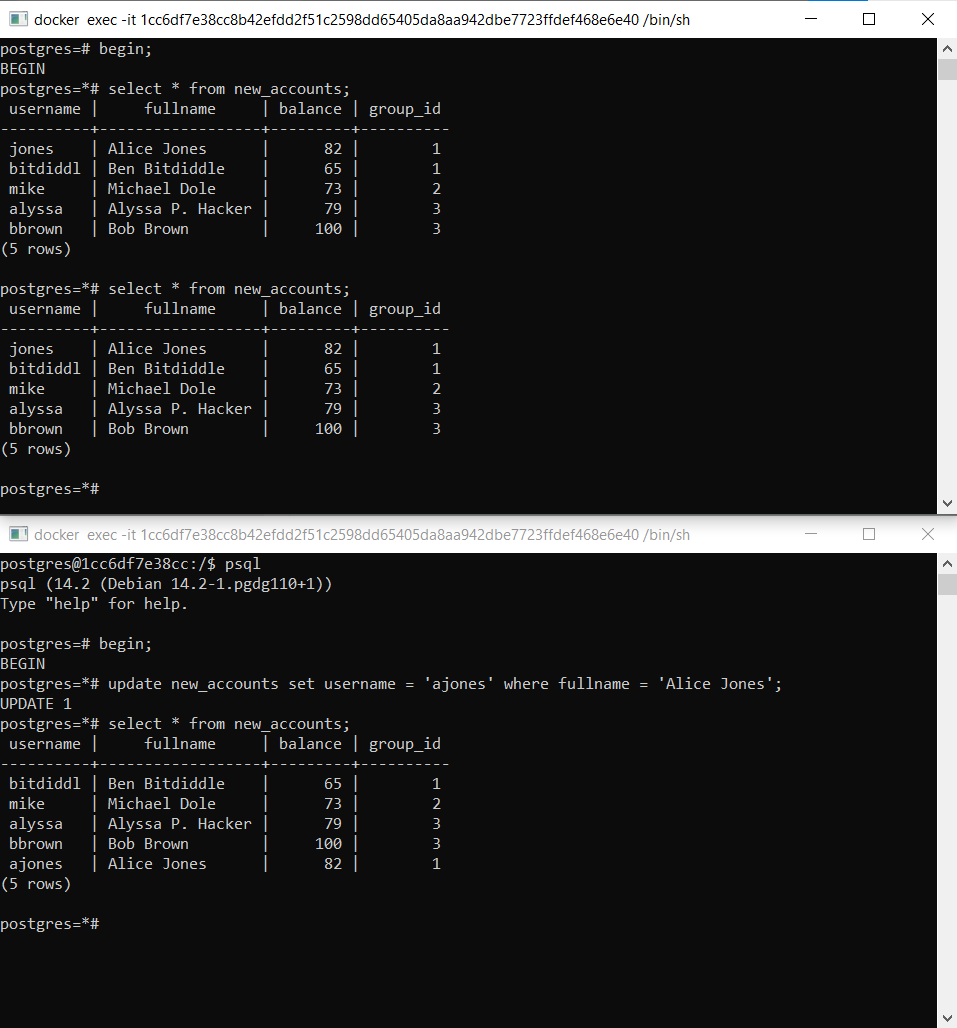 docker exec -it 1cc6df7e38cc8b42efdd2f51c2598dd65405da8aa942dbe7723ffdef468e6e40 /bin/sh
postgres=# begin;
BEGIN
postgres=*# select * from new_accounts;
 username |     fullname     | balance | group_id
----------+------------------+---------+----------
 jones    | Alice Jones      |      82 |        1
 bitdiddl | Ben Bitdiddle    |      65 |        1
 mike     | Michael Dole     |      73 |        2
 alyssa   | Alyssa P. Hacker |      79 |        3
 bbrown   | Bob Brown        |     100 |        3
(5 rows)
postgres=*# select * from new_accounts;
 username |     fullname     | balance | group_id
----------+------------------+---------+----------
 jones    | Alice Jones      |      82 |        1
 bitdiddl | Ben Bitdiddle    |      65 |        1
 mike     | Michael Dole     |      73 |        2
 alyssa   | Alyssa P. Hacker |      79 |        3
 bbrown   | Bob Brown        |     100 |        3
(5 rows)
postgres=*#
docker exec -it 1cc6df7e38cc8b42efdd2f51c2598dd65405da8aa942dbe7723ffdef468e6e40 /bin/sh
postgres@1cc6df7e38cc:/$ psql
psql (14.2 (Debian 14.2-1.pgdg110+1))
Type "help" for help.
postgres=# begin;
BEGIN
postgres=*# update new_accounts set username = 'ajones' where fullname = 'Alice Jones';
UPDATE 1
postgres=*# select * from new_accounts;
 username |     fullname     | balance | group_id
----------+------------------+---------+----------
 bitdiddl | Ben Bitdiddle    |      65 |        1
 mike     | Michael Dole     |      73 |        2
 alyssa   | Alyssa P. Hacker |      79 |        3
 bbrown   | Bob Brown        |     100 |        3
 ajones   | Alice Jones      |      82 |        1
(5 rows)
postgres=*#